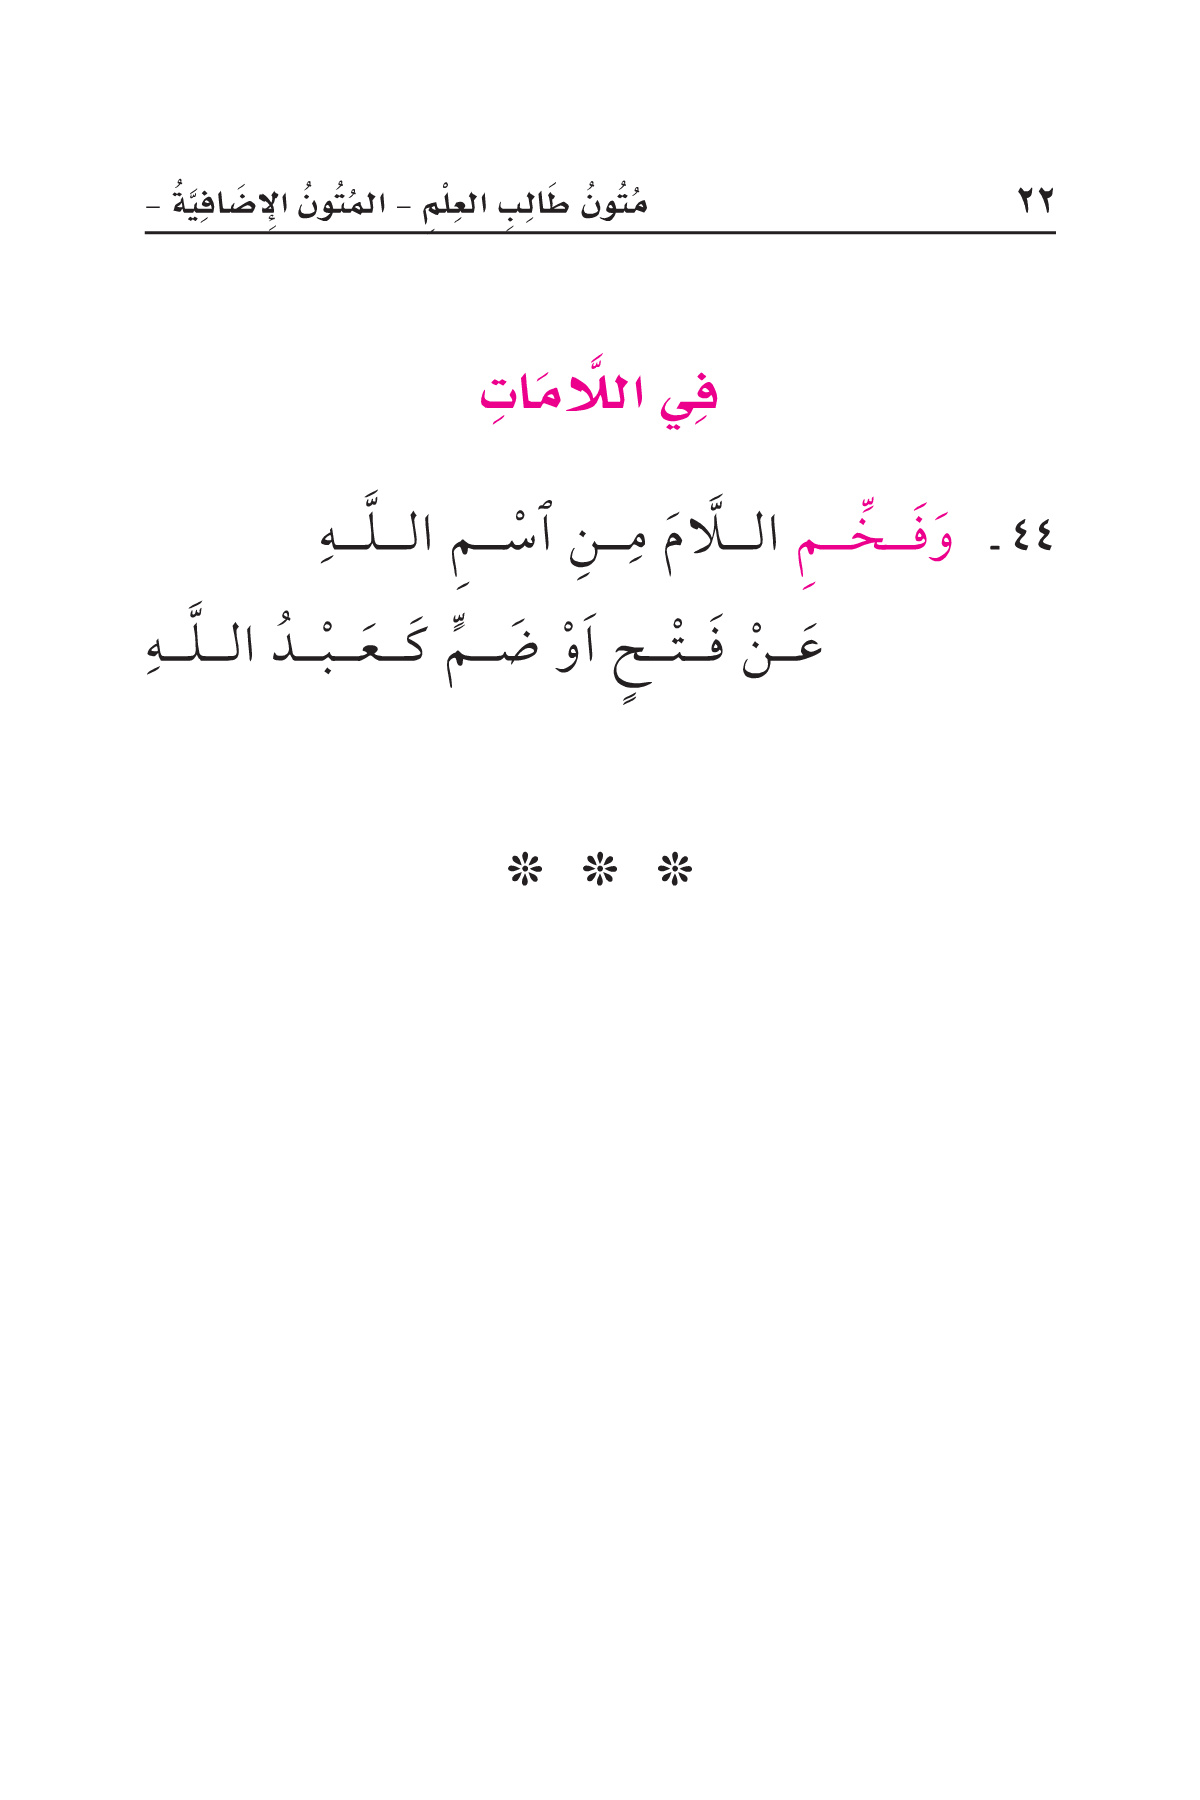 ٢٢ مُتُونُ طَالِبِ العِلْمِ – المُتُونُ الإِضَافِيَّةُ –
فِي اللَّامَاتِ
٤٤ - وَفَخِّمِ اللَّامَ مِنِ ٱسْمِ اللَّهِ
عَنْ فَتْحٍ اَوْ ضَمٍّ كَعَبْدُ اللَّهِ
❊ ❊ ❊